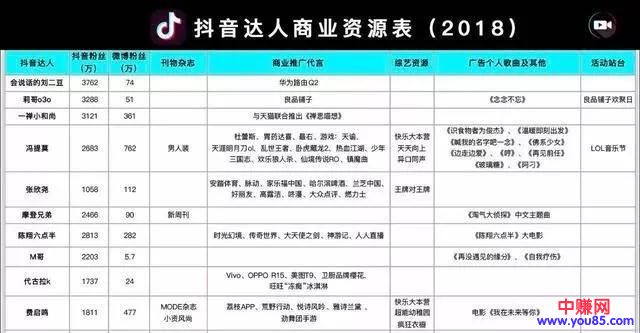 抖音达人商业资源表（2018）
抖音达人 抖音粉丝（万） 微博粉丝（万） 刊物杂志 商业推广代言 综艺资源 广告个人歌曲及其他 活动站台
会说话的刘二豆 3762 74 华为路由Q2
莉哥o3o 3288 51 良品铺子 《念念不忘》 良品铺子欢聚日
一禅小和尚 3121 361 与天猫联合推出《禅思喵想》
冯提莫 2683 762 男人装 杜蕾斯、胃药达喜、最右、游戏：天谕、
天涯明月刀ol、乱世王者、卧虎藏龙2、热血江湖、少年
三国志、欢乐狼人杀、仙境传说RO、镇魔曲
快乐大本营
天天向上
异口同声
《识食物者为俊杰》、《温暖即刻出发》
《喊我的名字吧一念》、《佛系少女》
《边走边爱》、《哼》、《再见前任》
《玻璃糖》、《阿刁》
LOL音乐节
张欣尧 1058 112 安踏体育、脉动、家乐福中国、哈尔滨啤酒、兰芝中国、
好丽友、高露洁、咚漫、大众点评、燃力士
王牌对王牌
摩登兄弟 2466 90 新周刊 《淘气大侦探》中文主题曲
陈翔六点半 2813 282 时光幻境、传奇世界、大天使之剑、神游记、人人直播 《陈翔六点半》大电影
M哥 2203 5.7 《再没遇见的缘分》、《自我疗伤》
代古拉k 1737 24 Vivo、OPPO R15、美图T9、卫厨品牌樱花、
旺旺“冻痴”冰淇淋
费启鸣 1811 477 MODE杂志
小资风尚
荔枝APP、荒野行动、悦诗风吟、雅诗兰黛、
劲舞团手游
快乐大本营
超能幼稚园
疯狂衣橱
电影《我在未来等你》
中赚网
www.you85.com